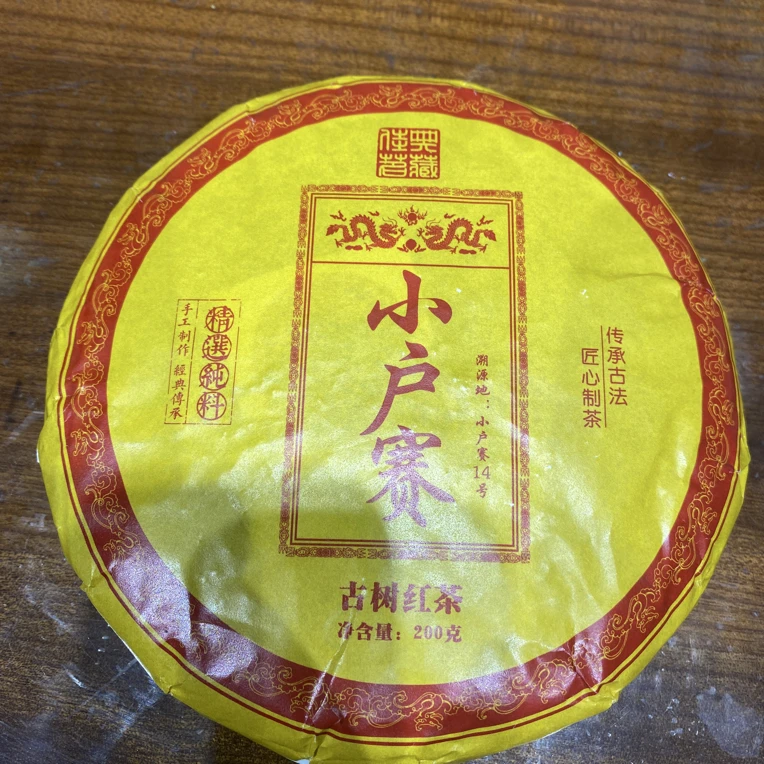 典藏
佳茗
小户赛
溯源地：小户赛14号
传承古法
匠心制茶
精選純料
手工制作 經典傳承
古树红茶
净含量：200克